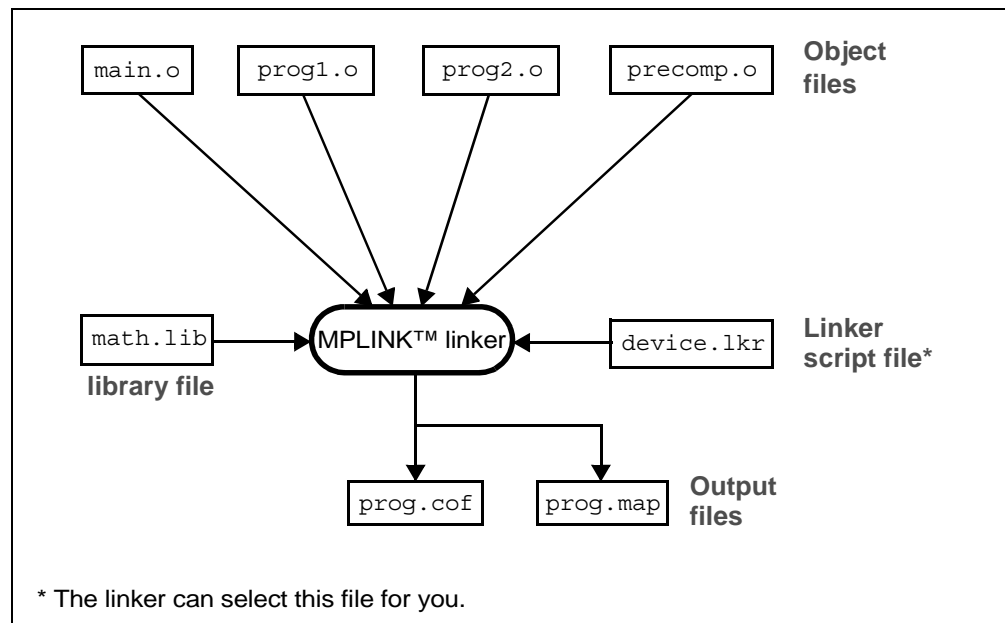 main.o
prog1.o
prog2.o
precomp.o
Object
files
math.lib
library file
MPLINK™ linker
device.lkr
Linker
script file*
prog.cof
prog.map
Output
files
* The linker can select this file for you.